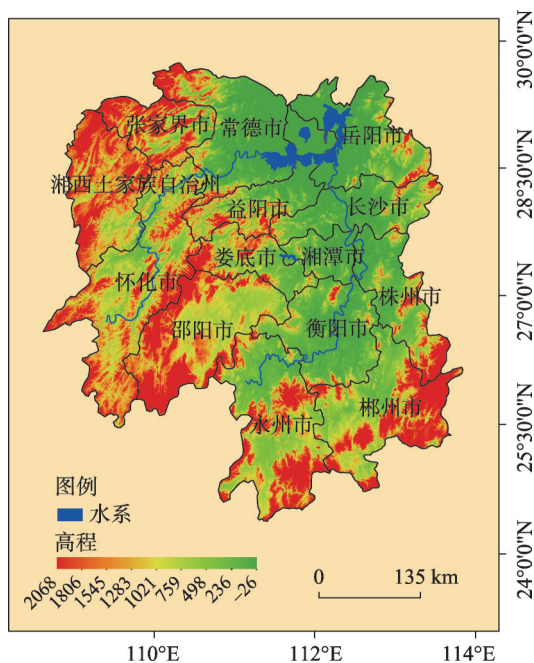 30°0'0"N
张家界市
常德市
岳阳市
28°30'0"N
湘西土家族自治州
益阳市
长沙市
娄底市
湘潭市
怀化市
株州市
27°0'0"N
邵阳市
衡阳市
郴州市
永州市
25°30'0"N
图例
水系
高程
2068 1806 1545 1283 1021 759 498 236 -26
0 135 km
24°0'0"N
110°E 112°E 114°E